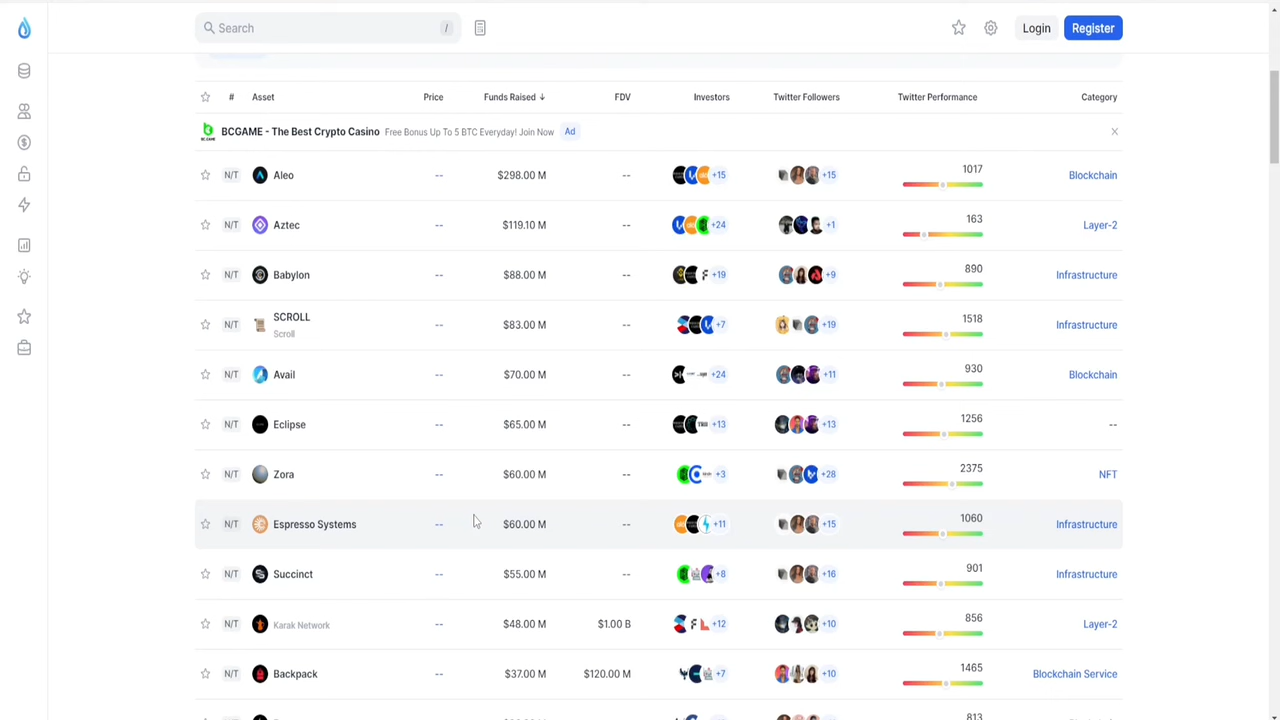 Search /
Login Register
# Asset Price Funds Raised ↓ FDV Investors Twitter Followers Twitter Performance Category
BCGAME - The Best Crypto Casino Free Bonus Up To 5 BTC Everyday! Join Now Ad
N/T Aleo -- $298.00 M -- +15 +15 1017 Blockchain
N/T Aztec -- $119.10 M -- +24 +1 163 Layer-2
N/T Babylon -- $88.00 M -- +19 +9 890 Infrastructure
N/T SCROLL Scroll -- $83.00 M -- +7 +19 1518 Infrastructure
N/T Avail -- $70.00 M -- +24 +11 930 Blockchain
N/T Eclipse -- $65.00 M -- +13 +13 1256 --
N/T Zora -- $60.00 M -- +3 +28 2375 NFT
N/T Espresso Systems -- $60.00 M -- +11 +15 1060 Infrastructure
N/T Succinct -- $55.00 M -- +8 +16 901 Infrastructure
N/T Karak Network -- $48.00 M $1.00 B +12 +10 856 Layer-2
N/T Backpack -- $37.00 M $120.00 M +7 +10 1465 Blockchain Service
813